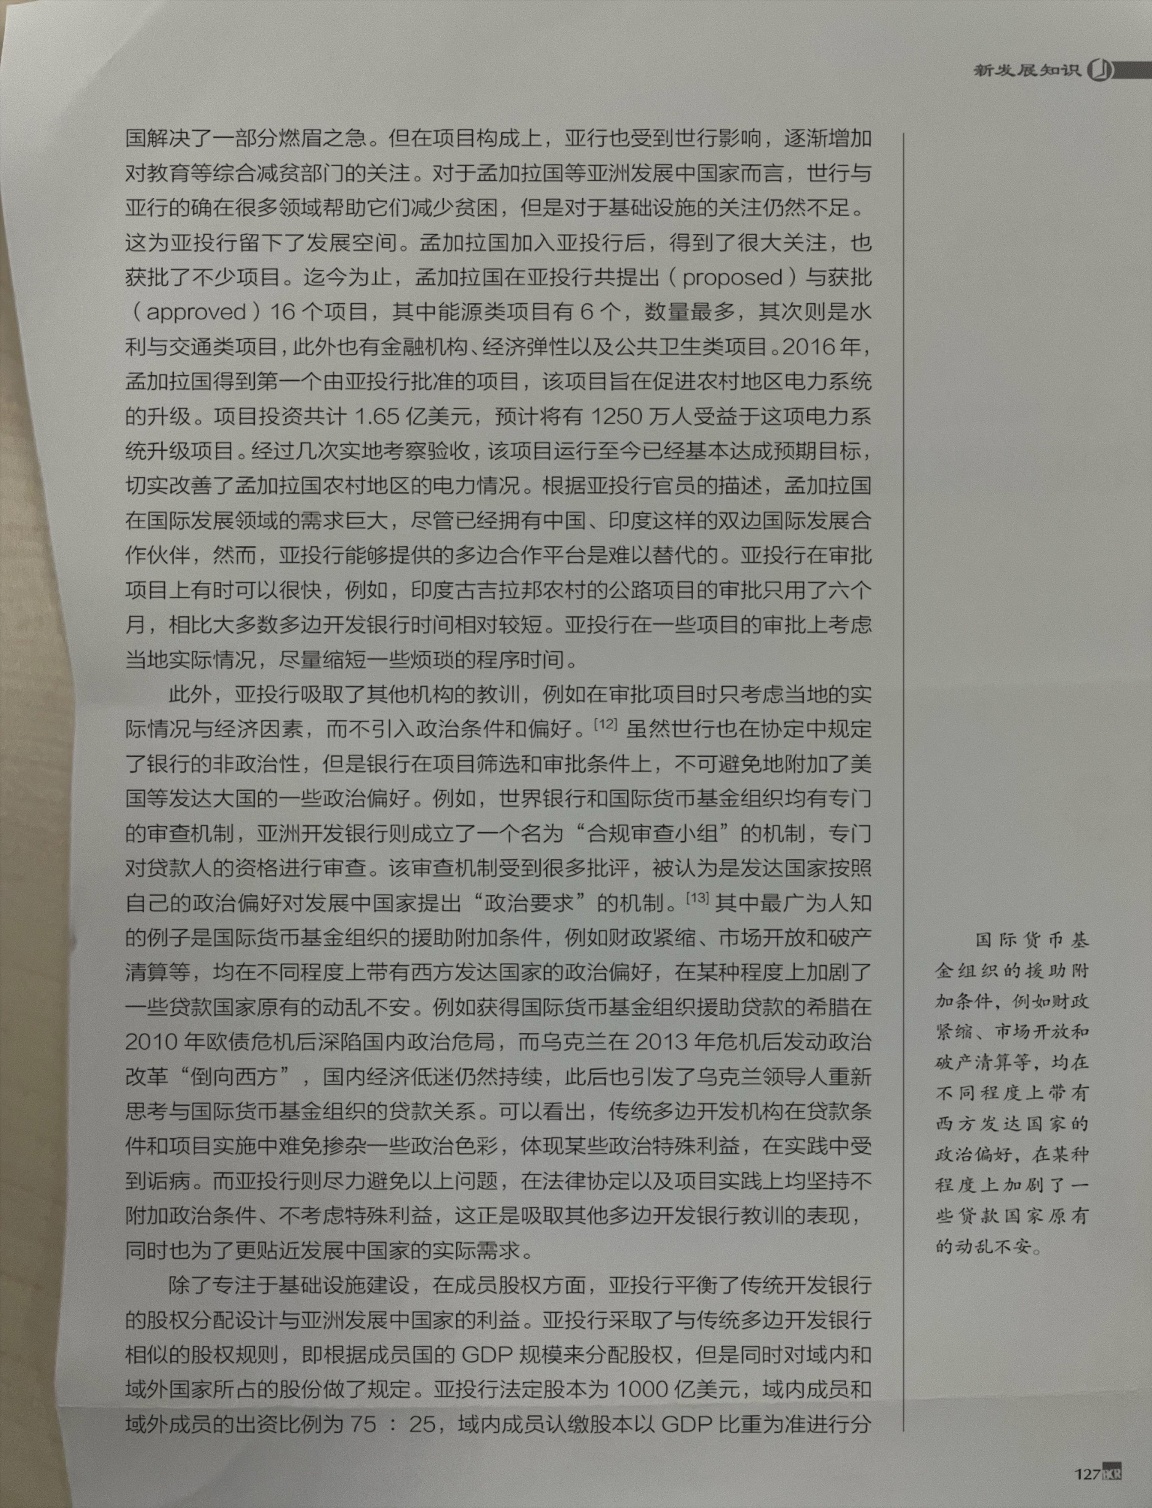 新发展知识
国解决了一部分燃眉之急。但在项目构成上，亚行也受到世行影响，逐渐增加
对教育等综合减贫部门的关注。对于孟加拉国等亚洲发展中国家而言，世行与
亚行的确在很多领域帮助它们减少贫困，但是对于基础设施的关注仍然不足。
这为亚投行留下了发展空间。孟加拉国加入亚投行后，得到了很大关注，也
获批了不少项目。迄今为止，孟加拉国在亚投行共提出（proposed）与获批
（approved）16 个项目，其中能源类项目有 6 个，数量最多，其次则是水
利与交通类项目，此外也有金融机构、经济弹性以及公共卫生类项目。2016 年，
孟加拉国得到第一个由亚投行批准的项目，该项目旨在促进农村地区电力系统
的升级。项目投资共计 1.65 亿美元，预计将有 1250 万人受益于这项电力系
统升级项目。经过几次实地考察验收，该项目运行至今已经基本达成预期目标，
切实改善了孟加拉国农村地区的电力情况。根据亚投行官员的描述，孟加拉国
在国际发展领域的需求巨大，尽管已经拥有中国、印度这样的双边国际发展合
作伙伴，然而，亚投行能够提供的多边合作平台是难以替代的。亚投行在审批
项目上有时可以很快，例如，印度古吉拉邦农村的公路项目的审批只用了六个
月，相比大多数多边开发银行时间相对较短。亚投行在一些项目的审批上考虑
当地实际情况，尽量缩短一些烦琐的程序时间。
此外，亚投行吸取了其他机构的教训，例如在审批项目时只考虑当地的实
际情况与经济因素，而不引入政治条件和偏好。[12] 虽然世行也在协定中规定
了银行的非政治性，但是银行在项目筛选和审批条件上，不可避免地附加了美
国等发达大国的一些政治偏好。例如，世界银行和国际货币基金组织均有专门
的审查机制，亚洲开发银行则成立了一个名为“合规审查小组”的机制，专门
对贷款人的资格进行审查。该审查机制受到很多批评，被认为是发达国家按照
自己的政治偏好对发展中国家提出“政治要求”的机制。[13] 其中最广为人知
的例子是国际货币基金组织的援助附加条件，例如财政紧缩、市场开放和破产
清算等，均在不同程度上带有西方发达国家的政治偏好，在某种程度上加剧了
一些贷款国家原有的动乱不安。例如获得国际货币基金组织援助贷款的希腊在
2010 年欧债危机后深陷国内政治危局，而乌克兰在 2013 年危机后发动政治
改革“倒向西方”，国内经济低迷仍然持续，此后也引发了乌克兰领导人重新
思考与国际货币基金组织的贷款关系。可以看出，传统多边开发机构在贷款条
件和项目实施中难免掺杂一些政治色彩，体现某些政治特殊利益，在实践中受
到诟病。而亚投行则尽力避免以上问题，在法律协定以及项目实践上均坚持不
附加政治条件、不考虑特殊利益，这正是吸取其他多边开发银行教训的表现，
同时也为了更贴近发展中国家的实际需求。
除了专注于基础设施建设，在成员股权方面，亚投行平衡了传统开发银行
的股权分配设计与亚洲发展中国家的利益。亚投行采取了与传统多边开发银行
相似的股权规则，即根据成员国的 GDP 规模来分配股权，但是同时对域内和
域外国家所占的股份做了规定。亚投行法定股本为 1000 亿美元，域内成员和
域外成员的出资比例为 75 ：25，域内成员认缴股本以 GDP 比重为准进行分
国际货币基
金组织的援助附
加条件，例如财政
紧缩、市场开放和
破产清算等，均在
不同程度上带有
西方发达国家的
政治偏好，在某种
程度上加剧了一
些贷款国家原有
的动乱不安。
127